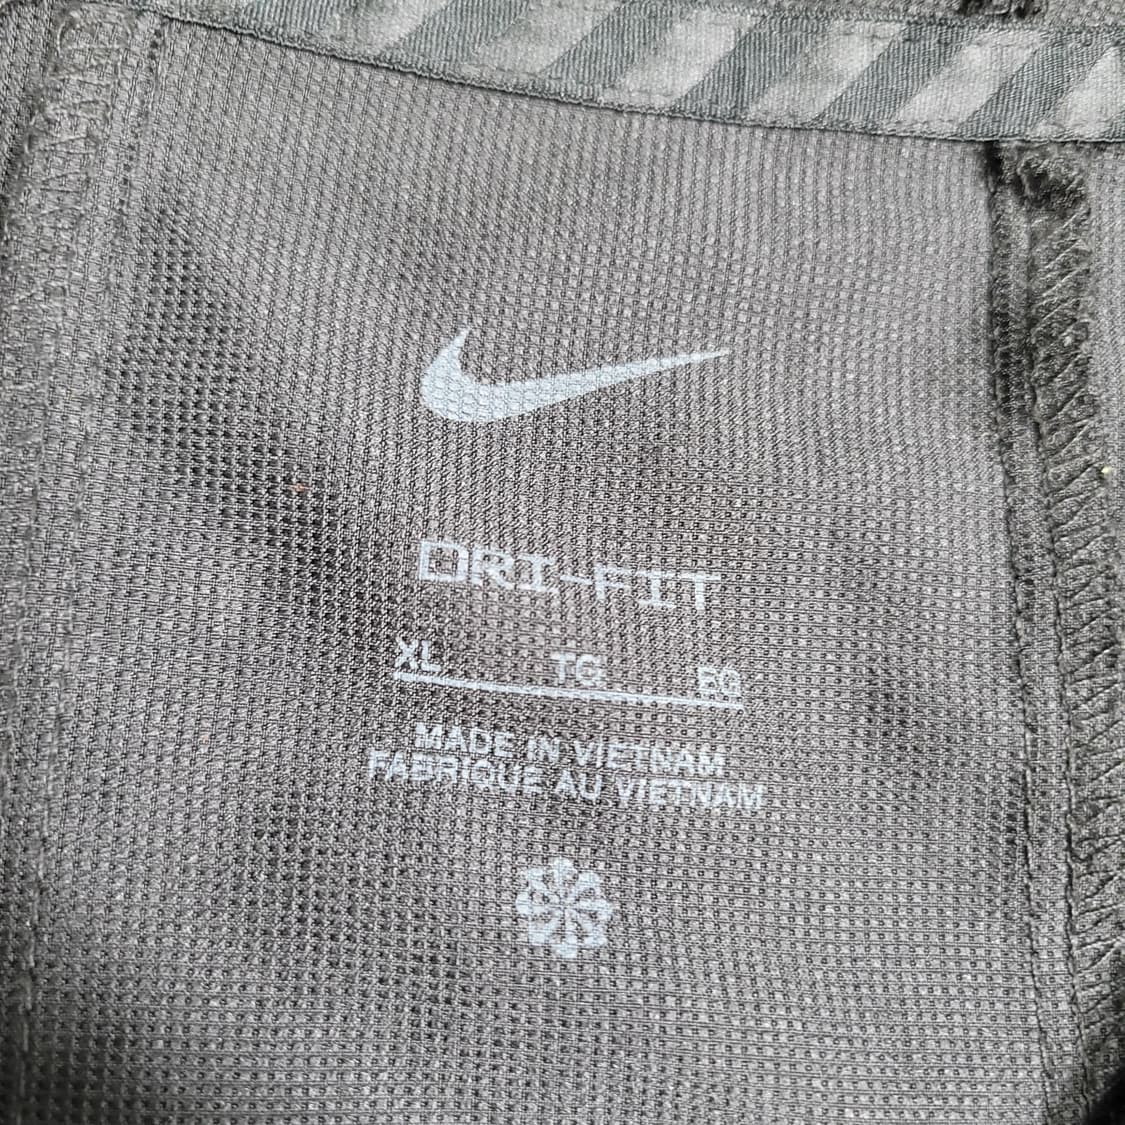 DRI-FIT
XL TG EG
MADE IN VIETNAM
FABRIQUE AU VIETNAM